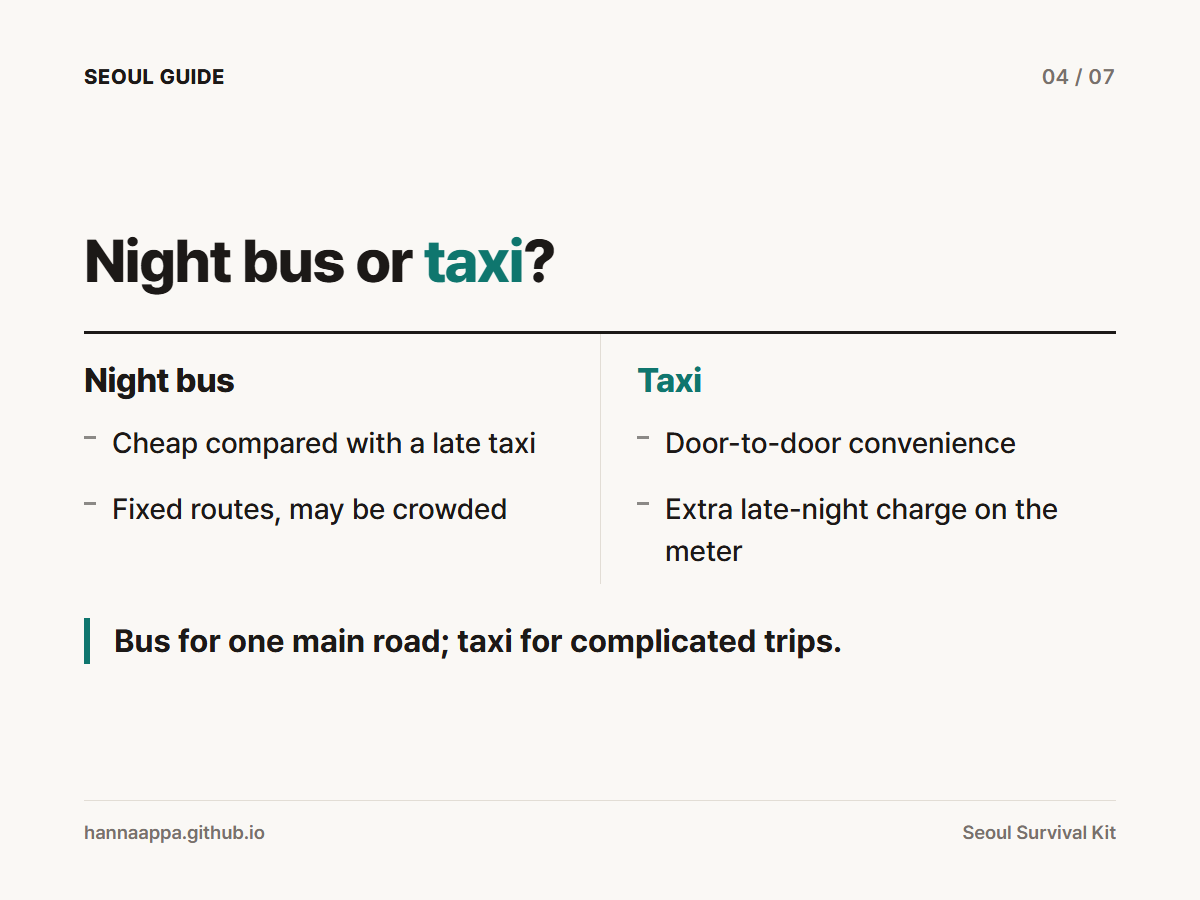 SEOUL GUIDE
04 / 07
Night bus or taxi?
Night bus
– Cheap compared with a late taxi
– Fixed routes, may be crowded
Taxi
– Door-to-door convenience
– Extra late-night charge on the
meter
Bus for one main road; taxi for complicated trips.
hannaappa.github.io
Seoul Survival Kit